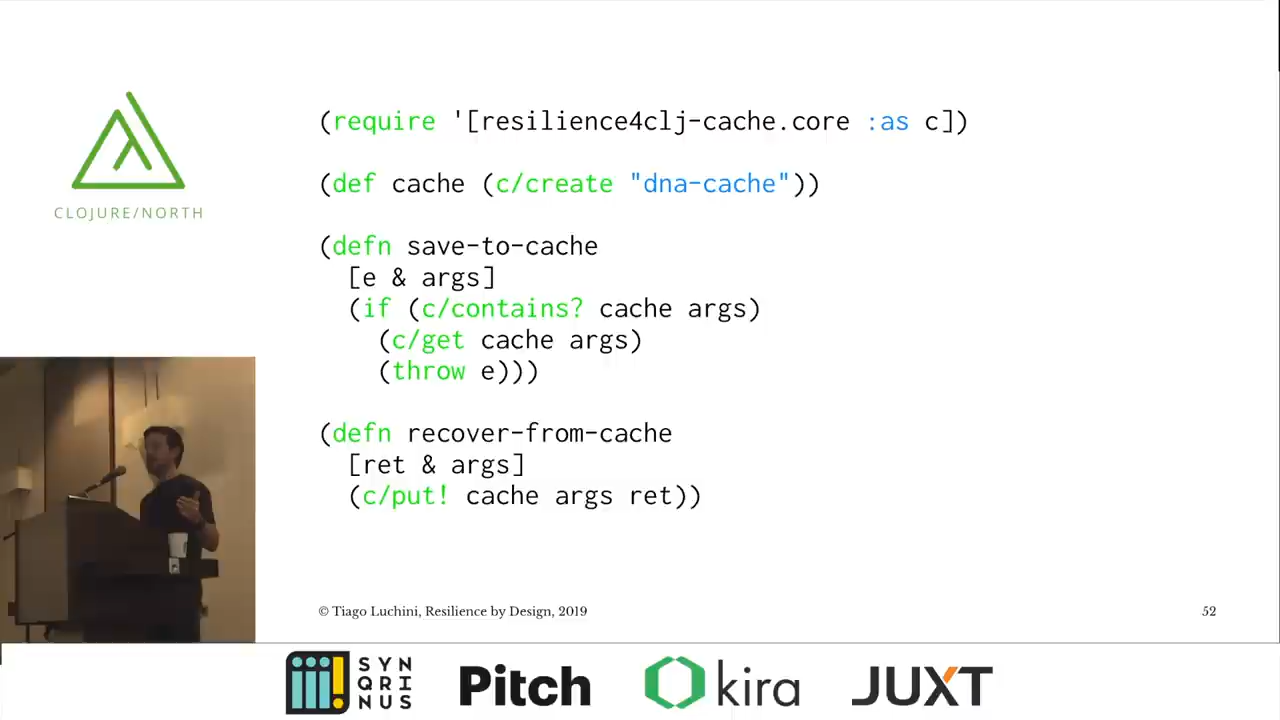 CLOJURE/NORTH
(require '[resilience4clj-cache.core :as c])
(def cache (c/create "dna-cache"))
(defn save-to-cache
[e & args]
(if (c/contains? cache args)
(c/get cache args)
(throw e)))
(defn recover-from-cache
[ret & args]
(c/put! cache args ret))
© Tiago Luchini, Resilience by Design, 2019
52
SYN
QRI
NUS
Pitch
kira
JUXT